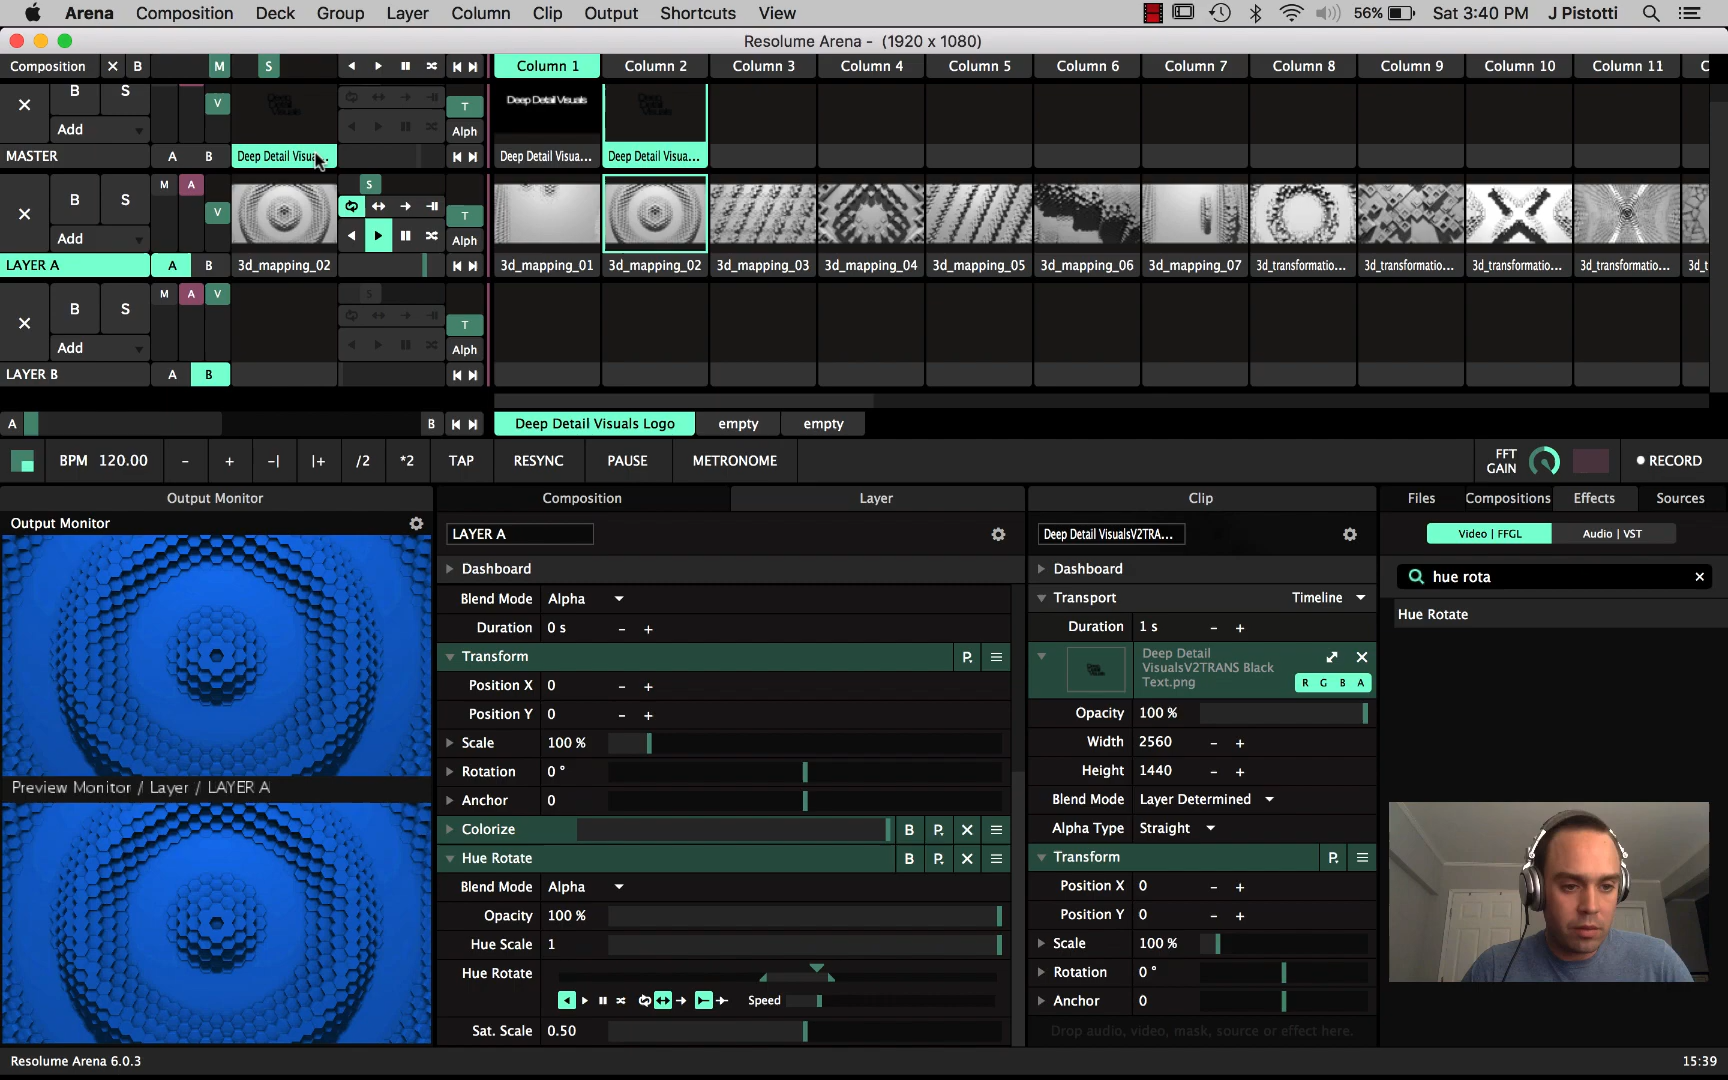 Arena Composition Deck Group Layer Column Clip Output Shortcuts View 56% Sat 3:40 PM J Pistotti
Resolume Arena - (1920 x 1080)
Composition B M S Column 1 Column 2 Column 3 Column 4 Column 5 Column 6 Column 7 Column 8 Column 9 Column 10 Column 11 C
B S V T Deep Detail Visuals
Add Alph
MASTER A B Deep Detail Visua... Deep Detail Visua... Deep Detail Visua...
M A S
B S V T
Add Alph
LAYER A A B 3d_mapping_02 3d_mapping_01 3d_mapping_02 3d_mapping_03 3d_mapping_04 3d_mapping_05 3d_mapping_06 3d_mapping_07 3d_transformatio... 3d_transformatio... 3d_transformatio... 3d_transformatio... 3d_t
M A V S
B S T
Add Alph
LAYER B A B
A B Deep Detail Visuals Logo empty empty
BPM 120.00 - + -| |+ /2 *2 TAP RESYNC PAUSE METRONOME FFT GAIN RECORD
Output Monitor Composition Layer Clip Files Compositions Effects Sources
Output Monitor
LAYER A
Deep Detail VisualsV2TRA...
Video | FFGL Audio | VST
Dashboard
Dashboard
hue rota
Blend Mode Alpha
Transport Timeline
Hue Rotate
Duration 0 s - +
Duration 1 s - +
Transform P.
Deep Detail
VisualsV2TRANS Black
Text.png
R G B A
Position X 0 - +
Position Y 0 - +
Opacity 100 %
Scale 100 %
Width 2560 - +
Rotation 0 °
Height 1440 - +
Preview Monitor / Layer / LAYER A
Anchor 0
Blend Mode Layer Determined
Colorize B P.
Alpha Type Straight
Hue Rotate B P.
Transform P.
Blend Mode Alpha
Position X 0 - +
Opacity 100 %
Position Y 0 - +
Hue Scale 1
Scale 100 %
Hue Rotate
Rotation 0 °
Speed
Anchor 0
Sat. Scale 0.50
Drop audio, video, mask, source or effect here.
Resolume Arena 6.0.3 15:39